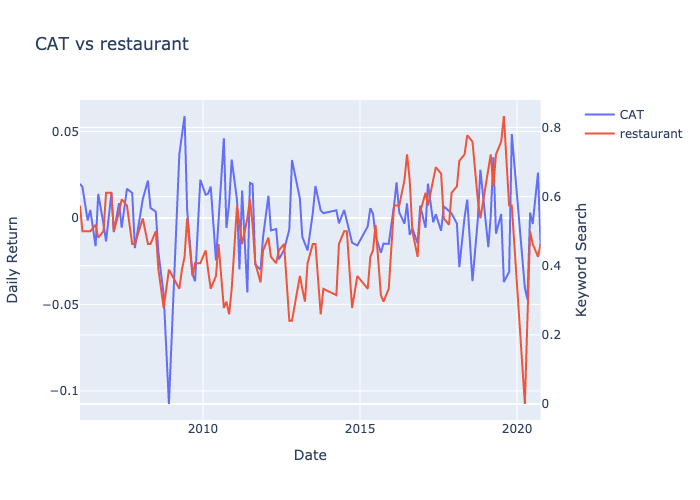 CAT vs restaurant
CAT
restaurant
0.05
0
−0.05
−0.1
0.8
0.6
0.4
0.2
0
2010
2015
2020
Date
Daily Return
Keyword Search